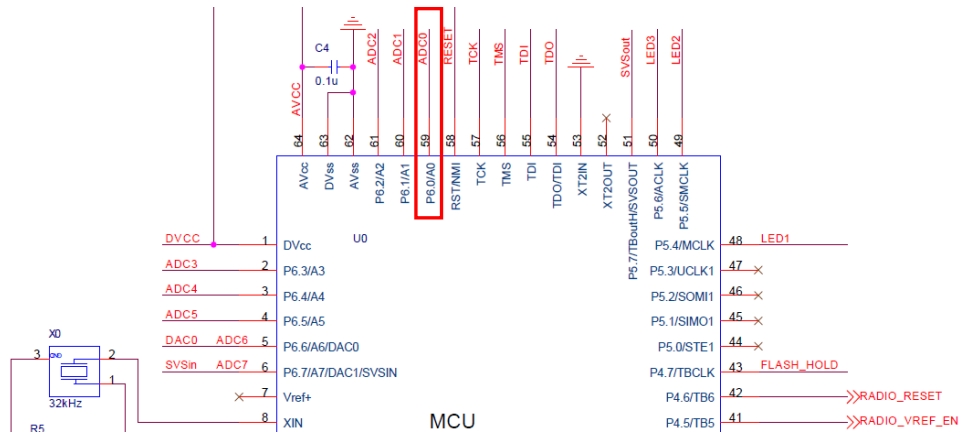 ADC2
ADC1
ADC0
RESET
TCK
TMS
TDI
TDO
SVSout
LED3
LED2
C4
0.1u
AVCC
64
63
62
61
60
59
58
57
56
55
54
53
52
51
50
49
AVcc
DVss
AVss
P6.2/A2
P6.1/A1
P6.0/A0
RST/NMI
TCK
TMS
TDI
TDO/TDI
XT2IN
XT2OUT
P5.7/TBoutH/SVSOUT
P5.6/ACLK
P5.5/SMCLK
U0
DVCC 1 DVcc
ADC3 2 P6.3/A3
ADC4 3 P6.4/A4
ADC5 4 P6.5/A5
DAC0 ADC6 5 P6.6/A6/DAC0
SVSin ADC7 6 P6.7/A7/DAC1/SVSIN
7 Vref+
8 XIN
P5.4/MCLK 48 LED1
P5.3/UCLK1 47
P5.2/SOMI1 46
P5.1/SIMO1 45
P5.0/STE1 44
P4.7/TBCLK 43 FLASH_HOLD
P4.6/TB6 42 RADIO_RESET
P4.5/TB5 41 RADIO_VREF_EN
MCU
X0
3 GND 2
1
32kHz
R5